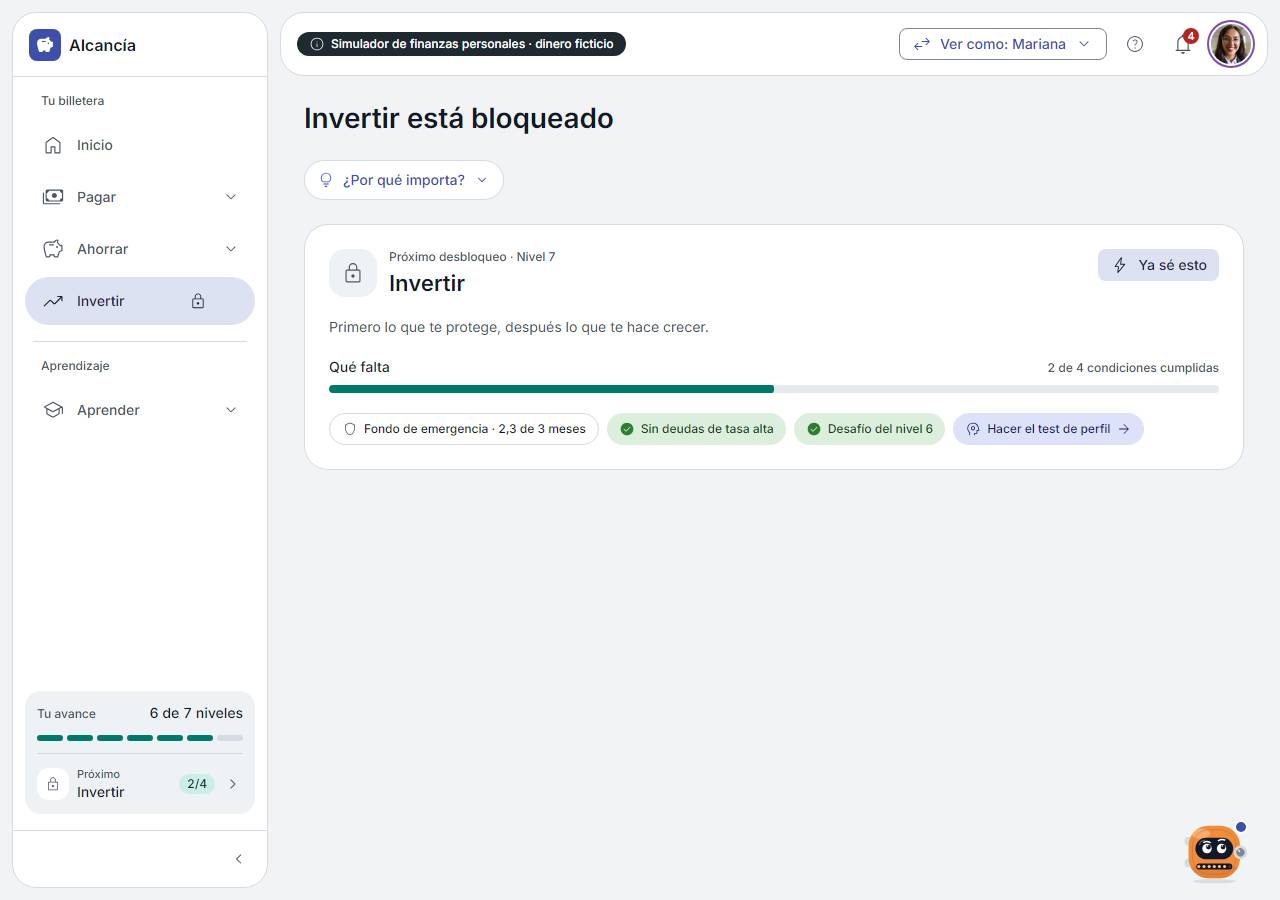 Alcancía
Simulador de finanzas personales · dinero ficticio
Ver como: Mariana
4
Tu billetera
Inicio
Pagar
Ahorrar
Invertir
Aprendizaje
Aprender
Tu avance
6 de 7 niveles
Próximo
Invertir
2/4
Invertir está bloqueado
¿Por qué importa?
Próximo desbloqueo · Nivel 7
Invertir
Ya sé esto
Primero lo que te protege, después lo que te hace crecer.
Qué falta
2 de 4 condiciones cumplidas
Fondo de emergencia · 2,3 de 3 meses
Sin deudas de tasa alta
Desafío del nivel 6
Hacer el test de perfil